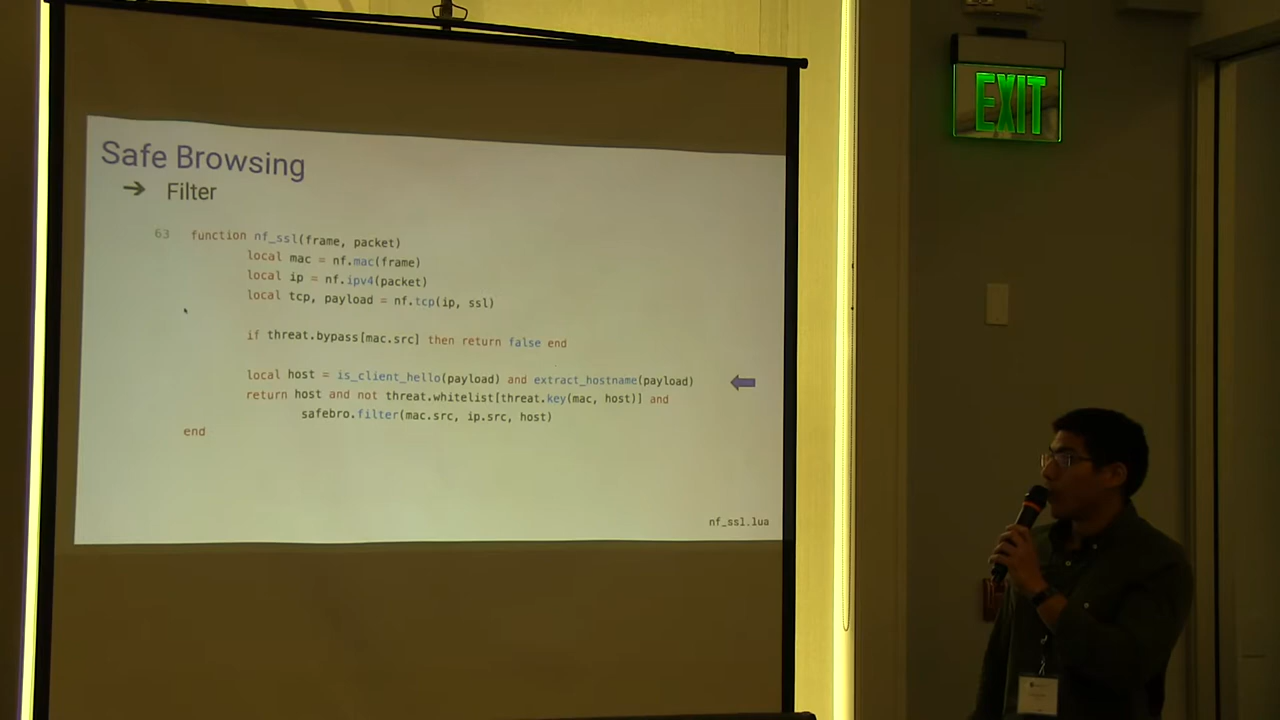 Safe Browsing
➔ Filter
63 function nf_ssl(frame, packet)
local mac = nf.mac(frame)
local ip = nf.ipv4(packet)
local tcp, payload = nf.tcp(ip, ssl)
if threat.bypass[mac.src] then return false end
local host = is_client_hello(payload) and extract_hostname(payload)
return host and not threat.whitelist[threat.key(mac, host)] and
safebro.filter(mac.src, ip.src, host)
end
nf_ssl.lua
EXIT